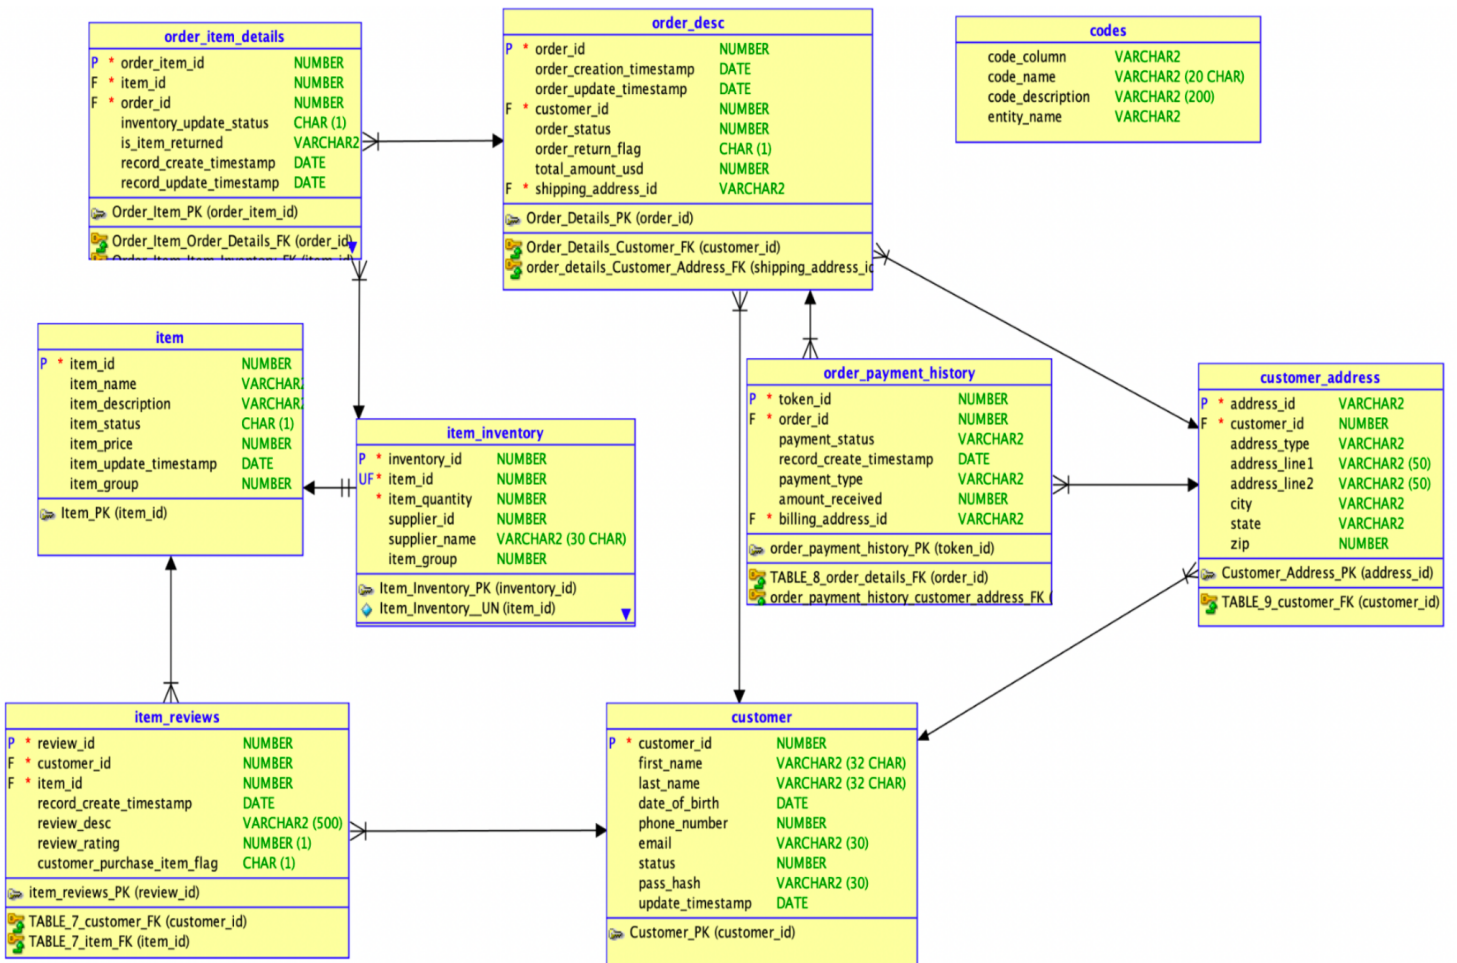 order_item_details
P * order_item_id NUMBER
F * item_id NUMBER
F * order_id NUMBER
inventory_update_status CHAR (1)
is_item_returned VARCHAR2
record_create_timestamp DATE
record_update_timestamp DATE
Order_Item_PK (order_item_id)
Order_Item_Order_Details_FK (order_id)
order_desc
P * order_id NUMBER
order_creation_timestamp DATE
order_update_timestamp DATE
F * customer_id NUMBER
order_status NUMBER
order_return_flag CHAR (1)
total_amount_usd NUMBER
F * shipping_address_id VARCHAR2
Order_Details_PK (order_id)
Order_Details_Customer_FK (customer_id)
order_details_Customer_Address_FK (shipping_address_id
codes
code_column VARCHAR2
code_name VARCHAR2 (20 CHAR)
code_description VARCHAR2 (200)
entity_name VARCHAR2
item
P * item_id NUMBER
item_name VARCHAR2
item_description VARCHAR2
item_status CHAR (1)
item_price NUMBER
item_update_timestamp DATE
item_group NUMBER
Item_PK (item_id)
item_inventory
P * inventory_id NUMBER
UF * item_id NUMBER
* item_quantity NUMBER
supplier_id NUMBER
supplier_name VARCHAR2 (30 CHAR)
item_group NUMBER
Item_Inventory_PK (inventory_id)
Item_Inventory__UN (item_id)
order_payment_history
P * token_id NUMBER
F * order_id NUMBER
payment_status VARCHAR2
record_create_timestamp DATE
payment_type VARCHAR2
amount_received NUMBER
F * billing_address_id VARCHAR2
order_payment_history_PK (token_id)
TABLE_8_order_details_FK (order_id)
order_payment_history_customer_address_FK (
customer_address
P * address_id VARCHAR2
F * customer_id NUMBER
address_type VARCHAR2
address_line1 VARCHAR2 (50)
address_line2 VARCHAR2 (50)
city VARCHAR2
state VARCHAR2
zip NUMBER
Customer_Address_PK (address_id)
TABLE_9_customer_FK (customer_id)
item_reviews
P * review_id NUMBER
F * customer_id NUMBER
F * item_id NUMBER
record_create_timestamp DATE
review_desc VARCHAR2 (500)
review_rating NUMBER (1)
customer_purchase_item_flag CHAR (1)
item_reviews_PK (review_id)
TABLE_7_customer_FK (customer_id)
TABLE_7_item_FK (item_id)
customer
P * customer_id NUMBER
first_name VARCHAR2 (32 CHAR)
last_name VARCHAR2 (32 CHAR)
date_of_birth DATE
phone_number NUMBER
email VARCHAR2 (30)
status NUMBER
pass_hash VARCHAR2 (30)
update_timestamp DATE
Customer_PK (customer_id)